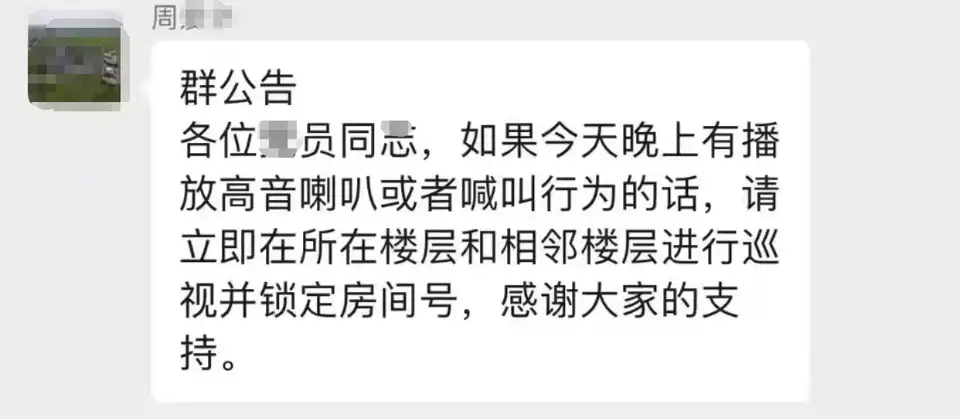 周
群公告
各位员同志，如果今天晚上有播
放高音喇叭或者喊叫行为的话，请
立即在所在楼层和相邻楼层进行巡
视并锁定房间号，感谢大家的支
持。